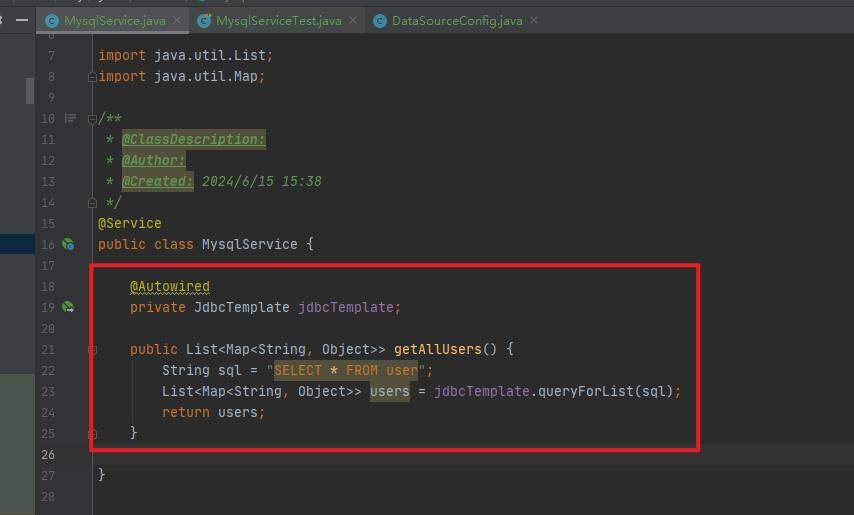 MysqlService.java
MysqlServiceTest.java
DataSourceConfig.java
7 import java.util.List;
8 import java.util.Map;
9
10 /**
11 * @ClassDescription:
12 * @Author:
13 * @Created: 2024/6/15 15:38
14 */
15 @Service
16 public class MysqlService {
17
18 @Autowired
19 private JdbcTemplate jdbcTemplate;
20
21 public List<Map<String, Object>> getAllUsers() {
22 String sql = "SELECT * FROM user";
23 List<Map<String, Object>> users = jdbcTemplate.queryForList(sql);
24 return users;
25 }
26
27 }
28